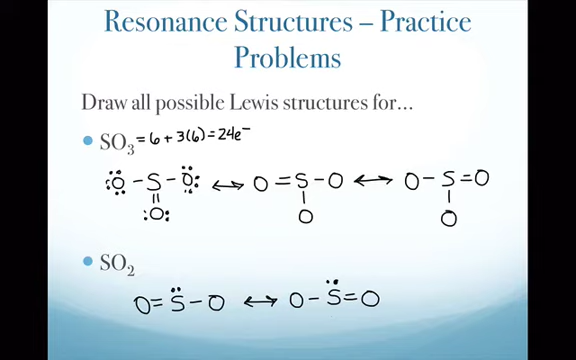 Resonance Structures – Practice
Problems
Draw all possible Lewis structures for...
• SO₃ = 6 + 3(6) = 24e⁻
:Ö – S – Ö: ↔ O = S – O ↔ O – S = O
:O: O O
• SO₂
O = S̈ – O ↔ O – S̈ = O